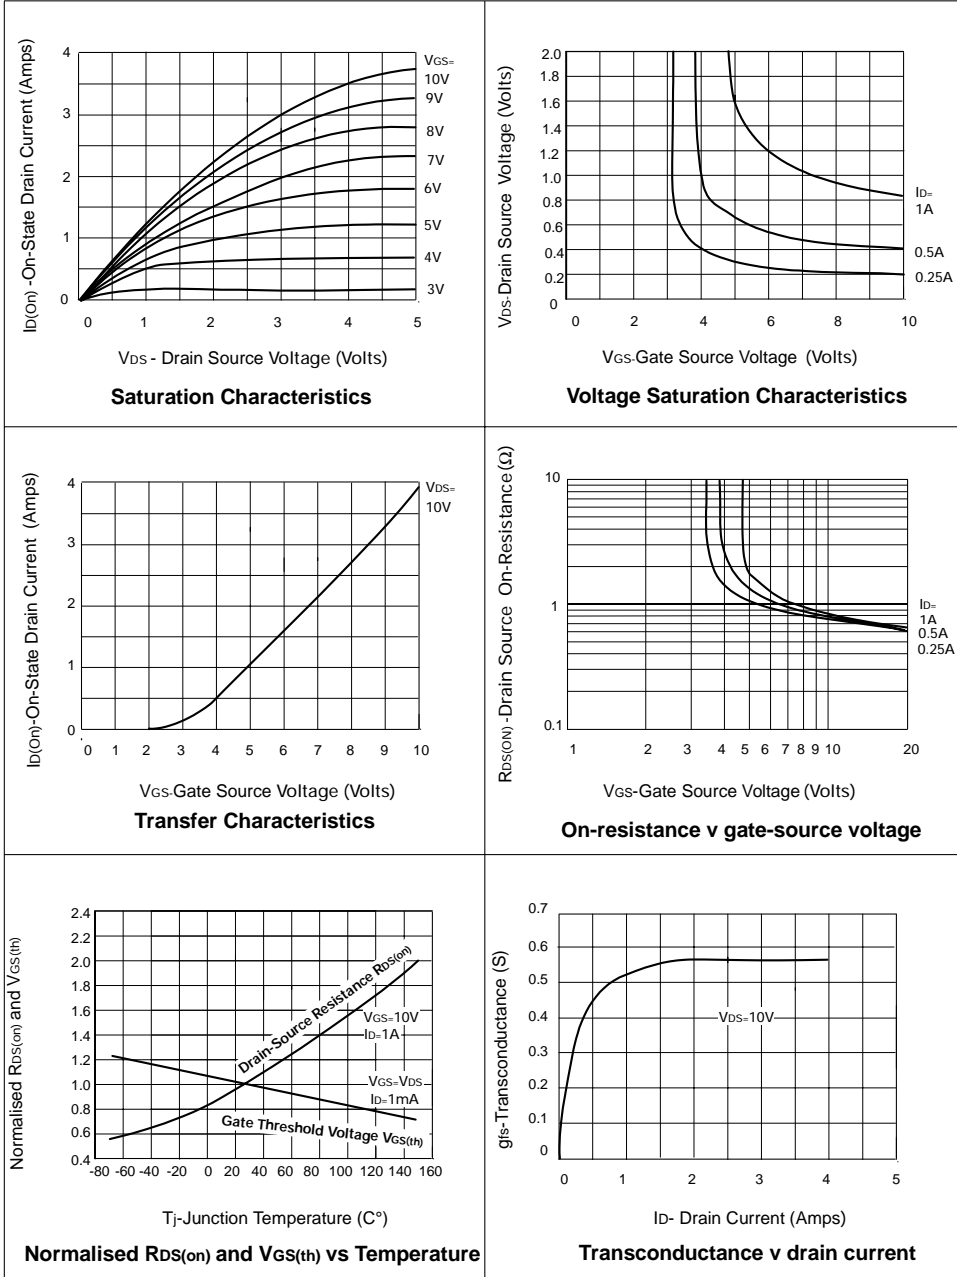 ID(On) -On-State Drain Current (Amps)
4
3
2
1
0
0 1 2 3 4 5
VGS=
10V
9V
8V
7V
6V
5V
4V
3V
VDS - Drain Source Voltage (Volts)
Saturation Characteristics
VDS-Drain Source Voltage (Volts)
2.0
1.8
1.6
1.4
1.2
1.0
0.8
0.6
0.4
0.2
0
0 2 4 6 8 10
ID=
1A
0.5A
0.25A
VGS-Gate Source Voltage (Volts)
Voltage Saturation Characteristics
ID(On)-On-State Drain Current (Amps)
4
3
2
1
0
0 1 2 3 4 5 6 7 8 9 10
VDS=
10V
VGS-Gate Source Voltage (Volts)
Transfer Characteristics
RDS(ON) -Drain Source On-Resistance (Ω)
10
1
0.1
1 2 3 4 5 6 7 8 9 10 20
ID=
1A
0.5A
0.25A
VGS-Gate Source Voltage (Volts)
On-resistance v gate-source voltage
Normalised RDS(on) and VGS(th)
2.4
2.2
2.0
1.8
1.6
1.4
1.2
1.0
0.8
0.6
0.4
-80 -60 -40 -20 0 20 40 60 80 100 120 140 160
Drain-Source Resistance RDS(on)
VGS=10V
ID=1A
VGS=VDS
ID=1mA
Gate Threshold Voltage VGS(th)
Tj-Junction Temperature (C°)
Normalised RDS(on) and VGS(th) vs Temperature
gfs-Transconductance (S)
0.7
0.6
0.5
0.4
0.3
0.2
0.1
0
0 1 2 3 4 5
VDS=10V
ID- Drain Current (Amps)
Transconductance v drain current